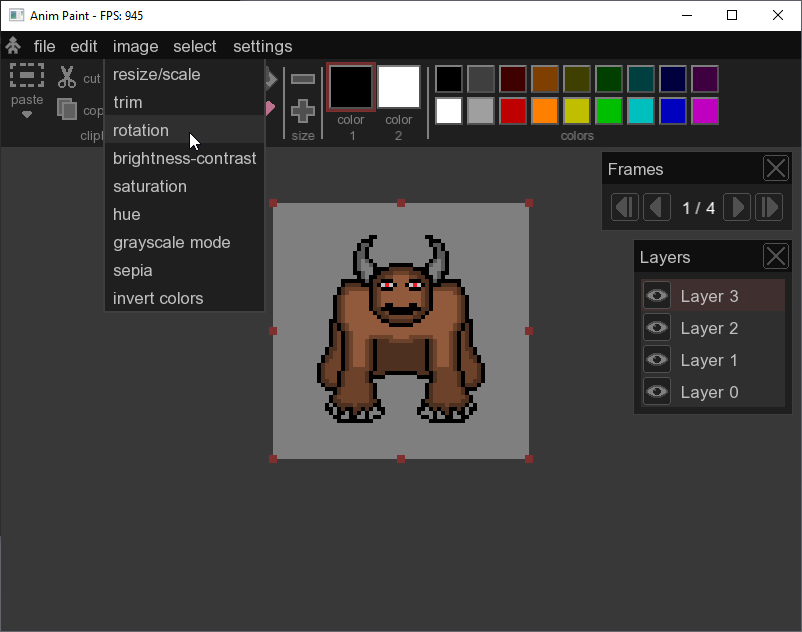 Anim Paint - FPS: 945
file edit image select settings
paste
cut
resize/scale
trim
rotation
brightness-contrast
saturation
hue
grayscale mode
sepia
invert colors
size
color
1
color
2
colors
Frames
1 / 4
Layers
Layer 3
Layer 2
Layer 1
Layer 0